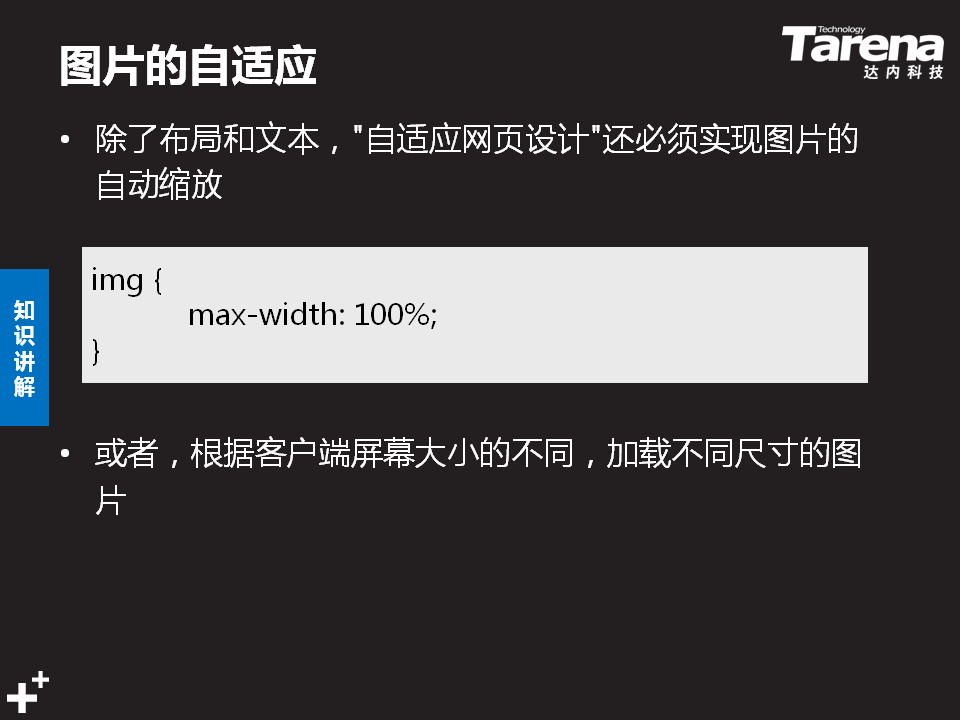 图片的自适应
Technology
Tarena
达内科技
• 除了布局和文本，"自适应网页设计"还必须实现图片的
自动缩放
img {
max-width: 100%;
}
知
识
讲
解
• 或者，根据客户端屏幕大小的不同，加载不同尺寸的图
片